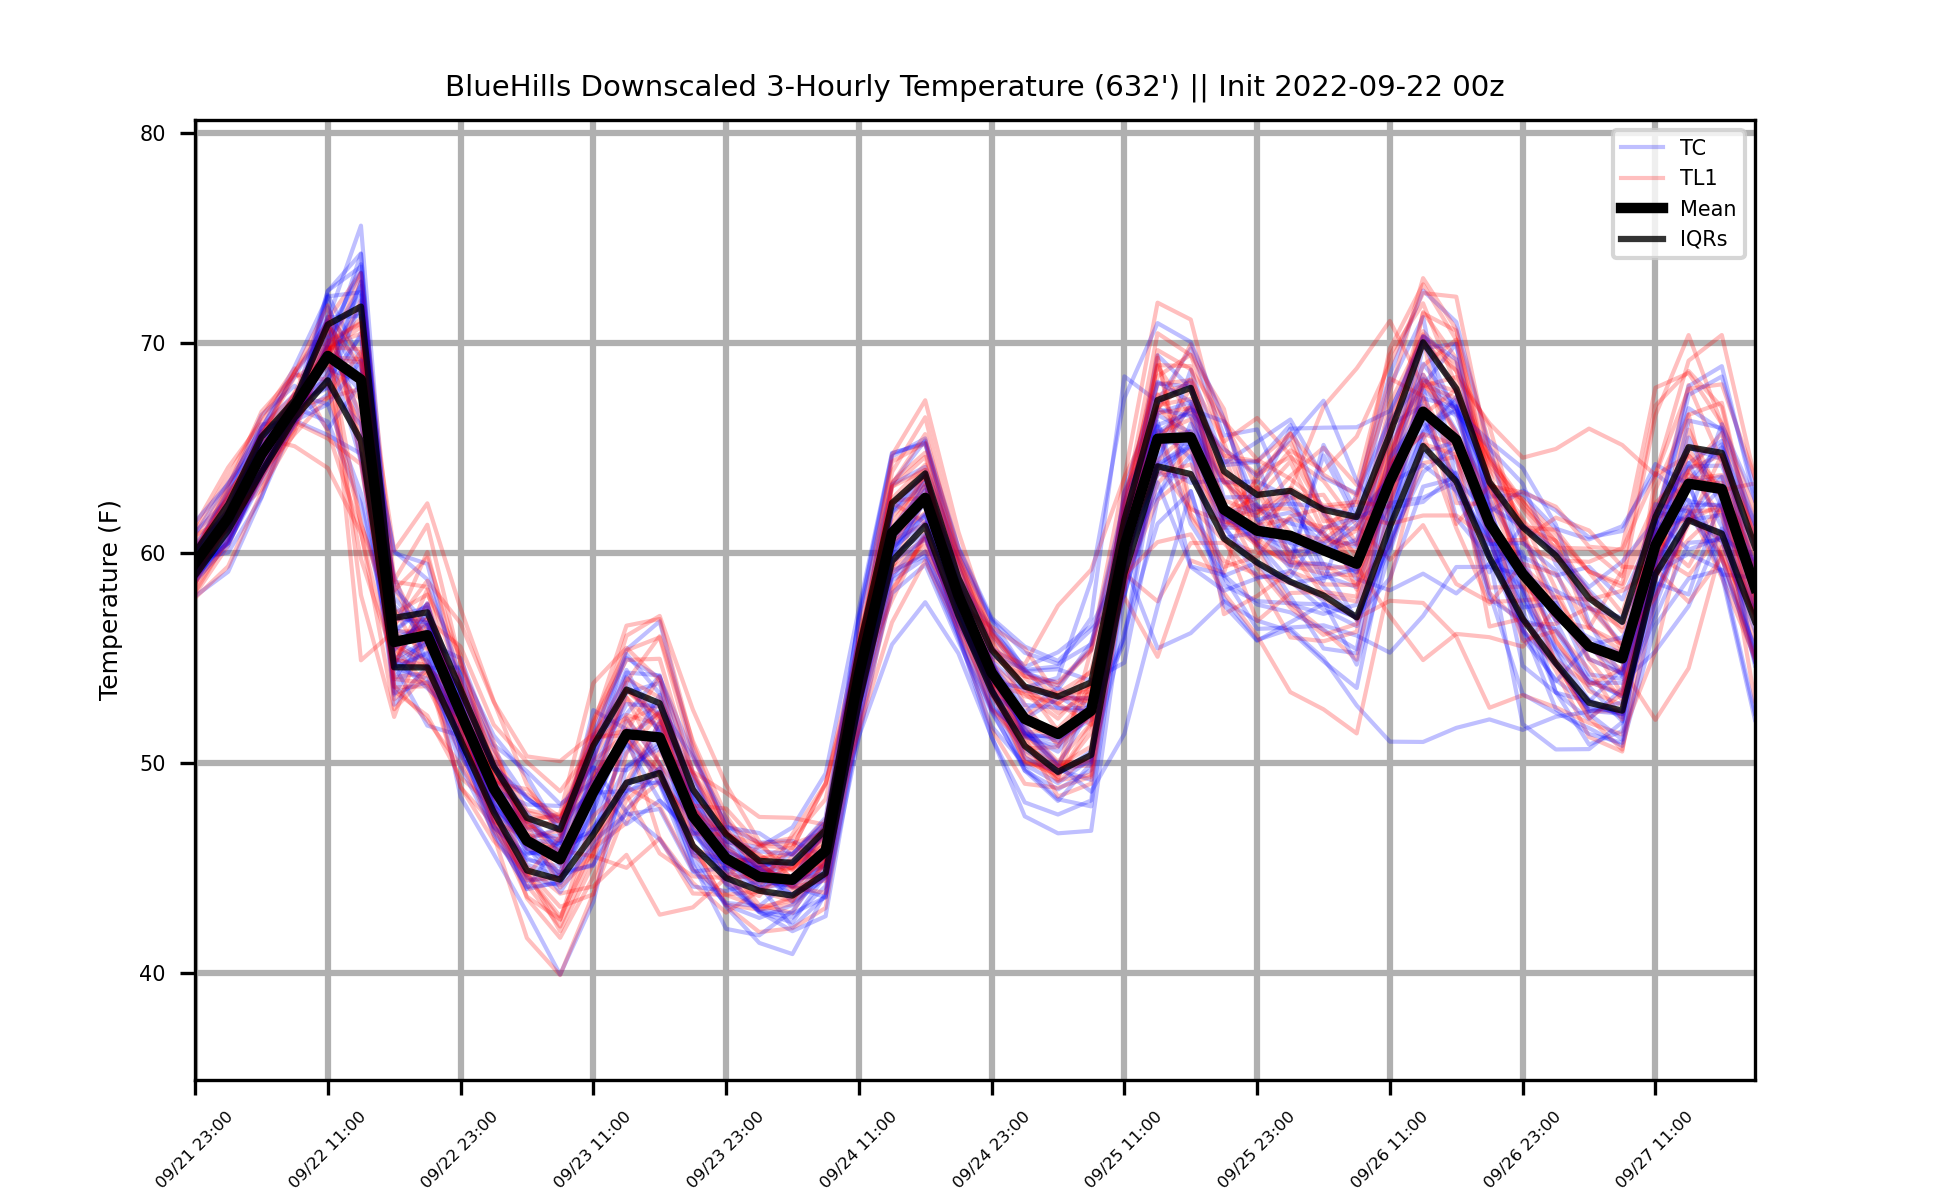 BlueHills Downscaled 3-Hourly Temperature (632') || Init 2022-09-22 00z
TC
TL1
Mean
IQRs
Temperature (F)
80
70
60
50
40
09/21 23:00
09/22 11:00
09/22 23:00
09/23 11:00
09/23 23:00
09/24 11:00
09/24 23:00
09/25 11:00
09/25 23:00
09/26 11:00
09/26 23:00
09/27 11:00